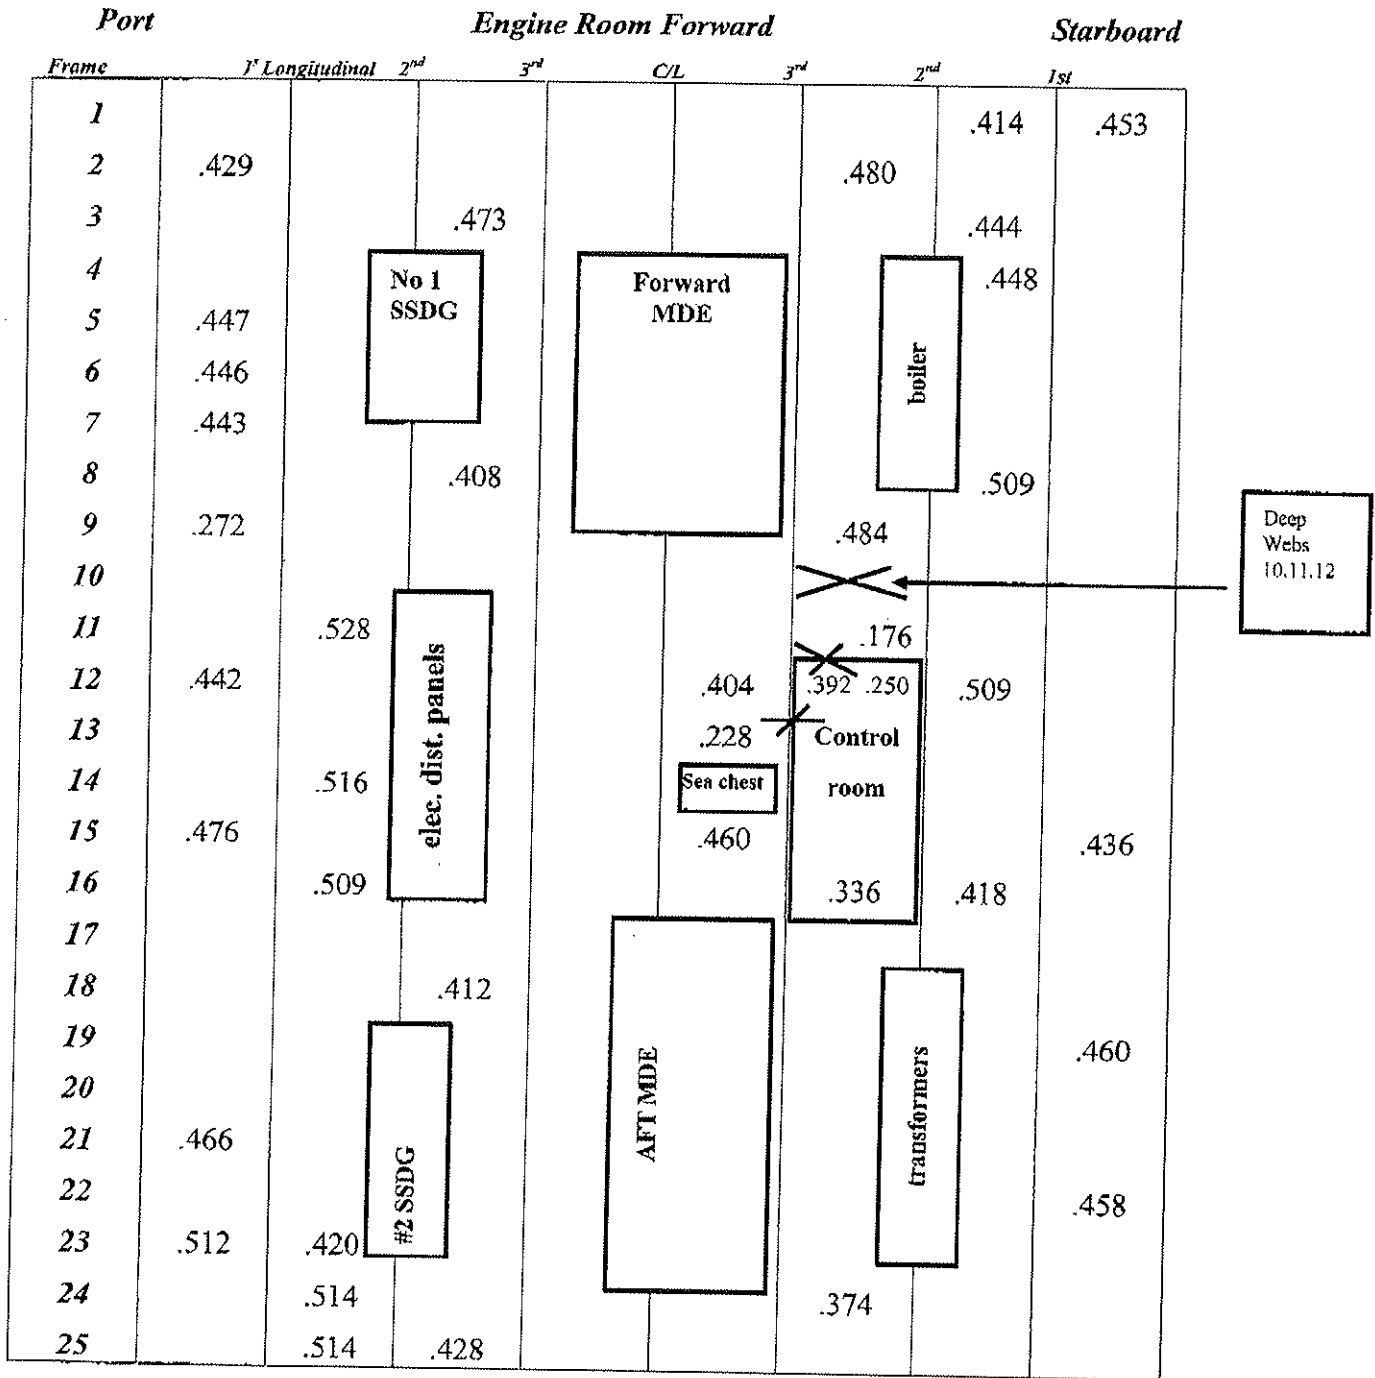 Port Engine Room Forward Starboard
Frame 1st Longitudinal 2nd 3rd C/L 3rd 2nd 1st
1 .414 .453
2 .429 .480
3 .473 .444
4 No 1 Forward .448
SSDG MDE
5 .447
6 .446 boiler
7 .443
8 .408 .509
9 .272 .484
Deep
Webs
10.11.12
10
11 .528 .176
12 .442 .404 .392 .250 .509
elec. dist. panels
13 .228 Control
14 .516 Sea chest room
15 .476 .460 .436
16 .509 .336 .418
17
18 .412
19 .460
20 AFT MDE transformers
21 .466
22 #2 SSDG .458
23 .512 .420
24 .514 .374
25 .514 .428